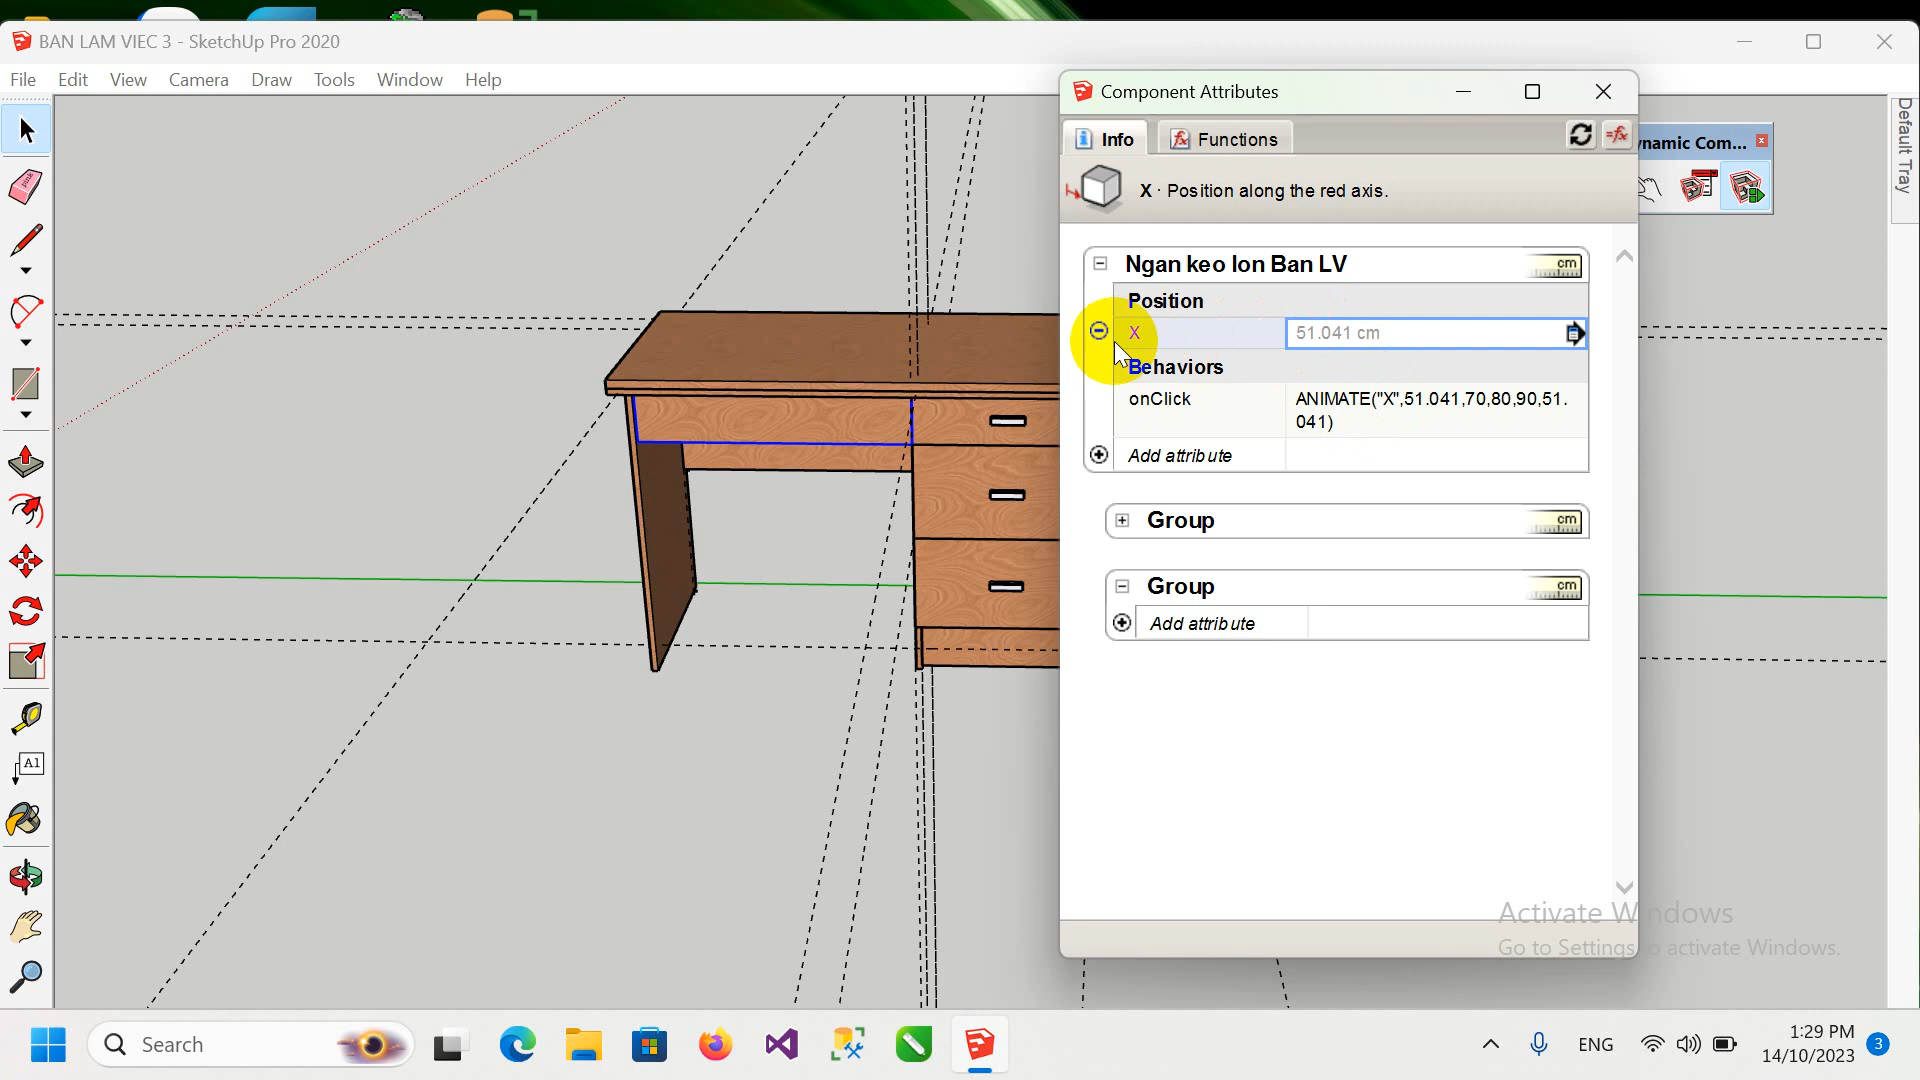 BAN LAM VIEC 3 - SketchUp Pro 2020
File Edit View Camera Draw Tools Window Help
Component Attributes
Info Functions
X · Position along the red axis.
Ngan keo lon Ban LV cm
Position
X 51.041 cm
Behaviors
onClick ANIMATE("X",51.041,70,80,90,51.
041)
Add attribute
Group cm
Group cm
Add attribute
ynamic Com...
Default Tray
A1
Activate Windows
Go to Settings to activate Windows.
Search
ENG
1:29 PM
14/10/2023
3